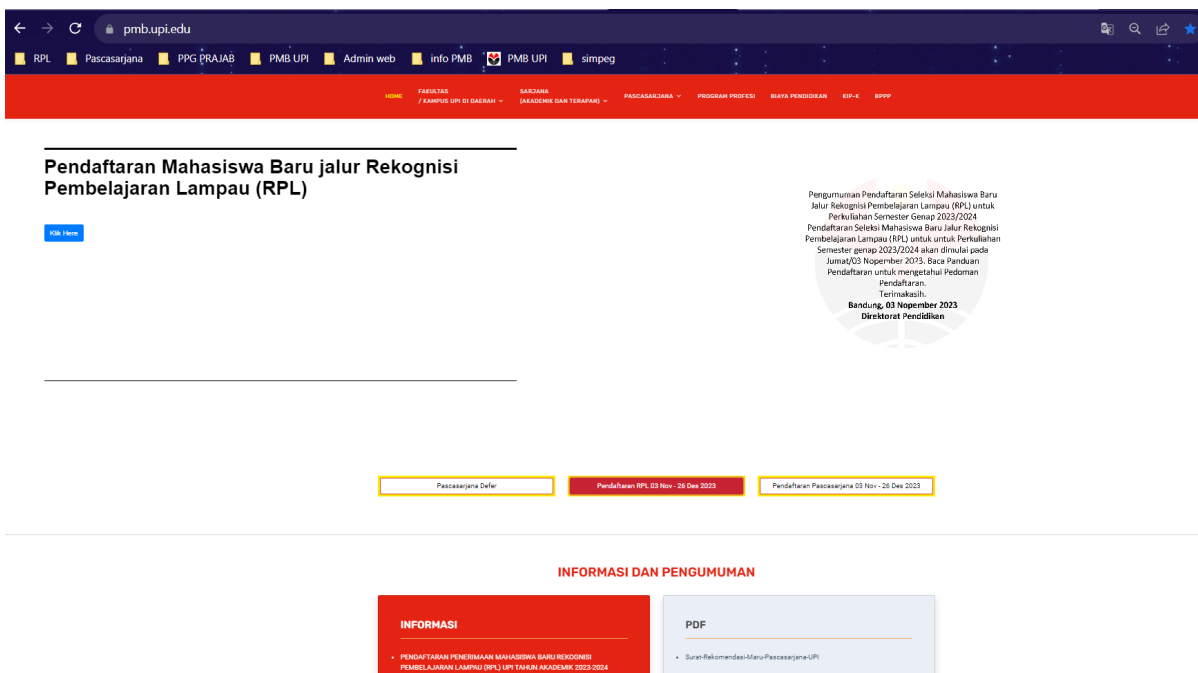 pmb.upi.edu
RPL
Pascasarjana
PPG PRAJAB
PMB UPI
Admin web
info PMB
PMB UPI
simpeg
HOME
FAKULTAS
/ KAMPUS UPI DI DAERAH
SARJANA
(AKADEMIK DAN TERAPAN)
PASCASARJANA
PROGRAM PROFESI
BIAYA PENDIDIKAN
KIP-K
BPPP
Pendaftaran Mahasiswa Baru jalur Rekognisi
Pembelajaran Lampau (RPL)
Klik Here
Pengumuman Pendaftaran Seleksi Mahasiswa Baru
Jalur Rekognisi Pembelajaran Lampau (RPL) untuk
Perkuliahan Semester Genap 2023/2024
Pendaftaran Seleksi Mahasiswa Baru Jalur Rekognisi
Pembelajaran Lampau (RPL) untuk untuk Perkuliahan
Semester genap 2023/2024 akan dimulai pada
Jumat/03 Nopember 2023. Baca Panduan
Pendaftaran untuk mengetahui Pedoman
Pendaftaran.
Terimakasih.
Bandung, 03 Nopember 2023
Direktorat Pendidikan
Pascasarjana Defer
Pendaftaran RPL 03 Nov - 26 Des 2023
Pendaftaran Pascasarjana 03 Nov - 26 Des 2023
INFORMASI DAN PENGUMUMAN
INFORMASI
PENDAFTARAN PENERIMAAN MAHASISWA BARU REKOGNISI
PEMBELAJARAN LAMPAU (RPL) UPI TAHUN AKADEMIK 2023-2024
PDF
Surat-Rekomendasi-Maru-Pascasarjana-UPI